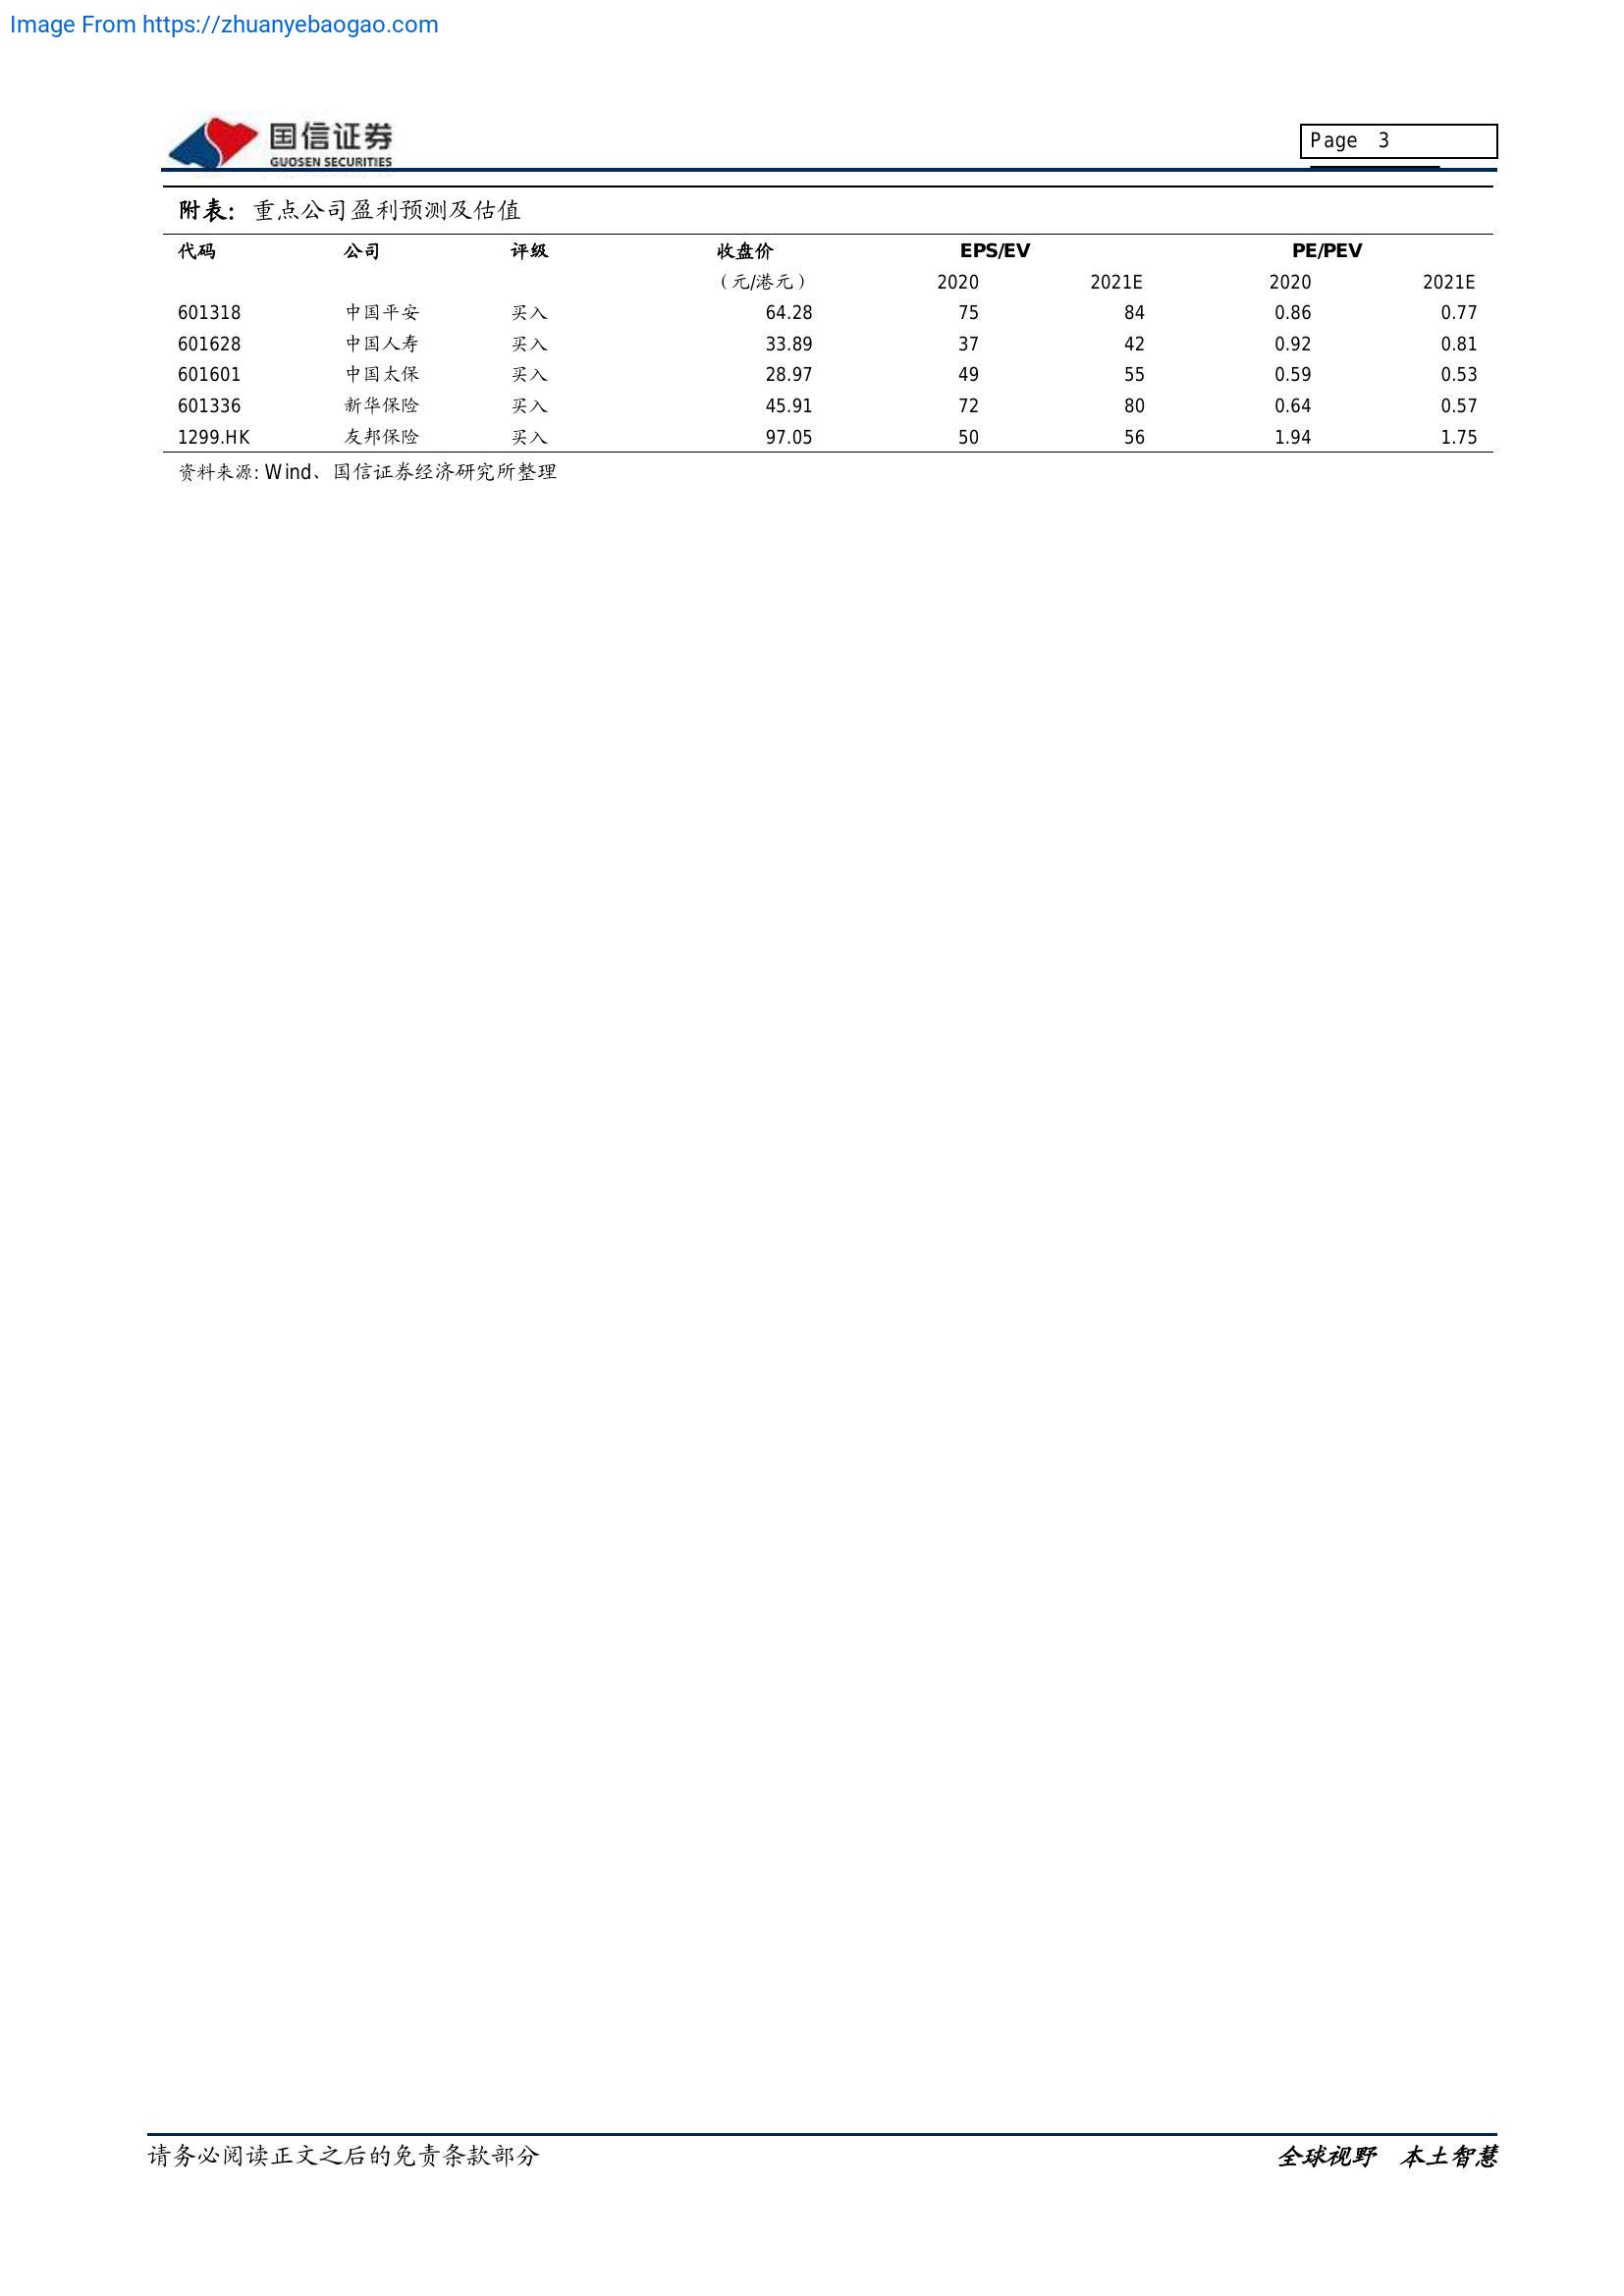 Image From https://zhuanyebaogao.com
国信证券
GUOSEN SECURITIES
Page 3
附表: 重点公司盈利预测及估值
代码 公司 评级 收盘价 EPS/EV PE/PEV
（元/港元） 2020 2021E 2020 2021E
601318 中国平安 买入 64.28 75 84 0.86 0.77
601628 中国人寿 买入 33.89 37 42 0.92 0.81
601601 中国太保 买入 28.97 49 55 0.59 0.53
601336 新华保险 买入 45.91 72 80 0.64 0.57
1299.HK 友邦保险 买入 97.05 50 56 1.94 1.75
资料来源: Wind、国信证券经济研究所整理
请务必阅读正文之后的免责条款部分 全球视野 本土智慧